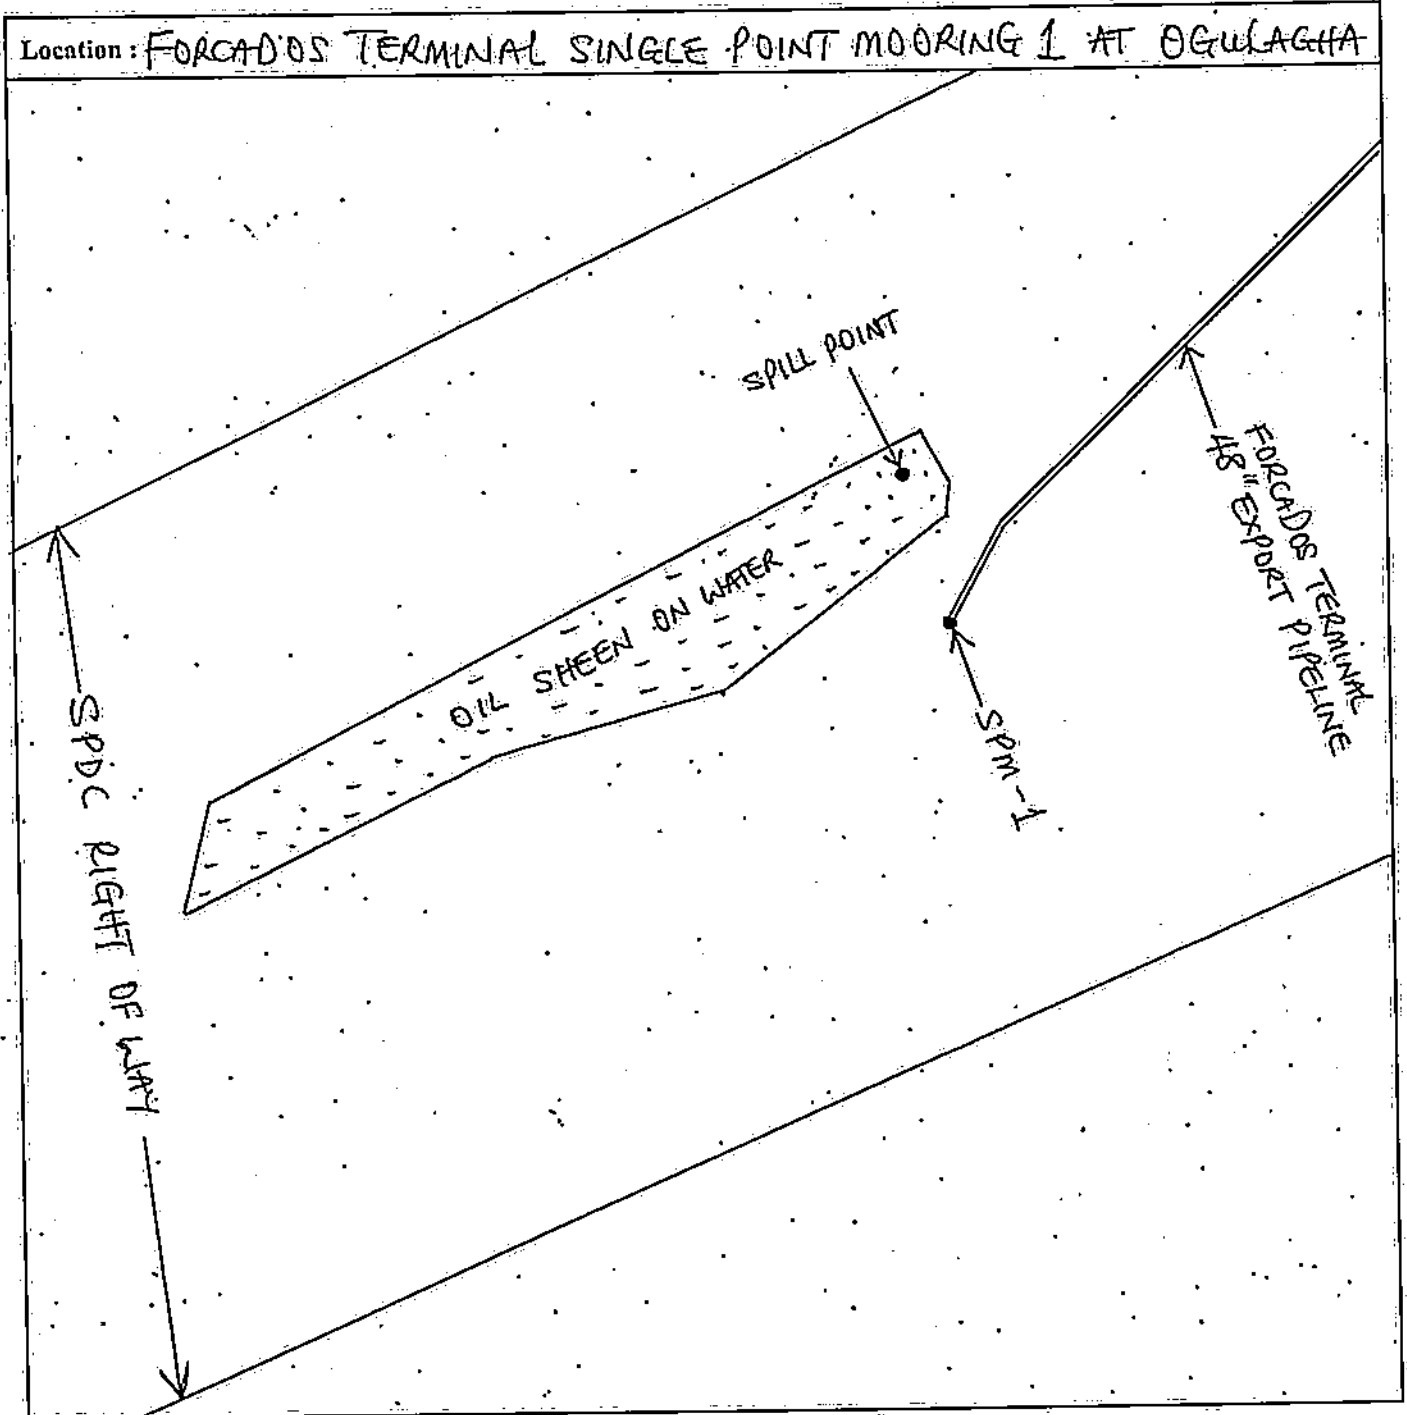 Location : FORCADOS TERMINAL SINGLE POINT MOORING 1 AT OGULAGHA
SPILL POINT
FORCADOS TERMINAL
48" EXPORT PIPELINE
OIL SHEEN ON WATER
SPM-1
SPDC RIGHT OF WAY